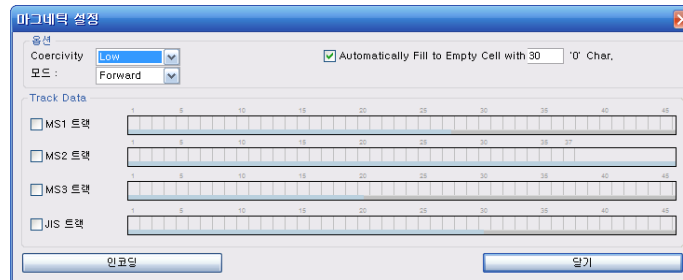 마그네틱 설정
옵션
Coercivity Low
Automatically Fill to Empty Cell with 30 '0' Char,
모드 : Forward
Track Data
1 5 10 15 20 25 30 35 40 45
MS1 트랙
1 5 10 15 20 25 30 35 37
MS2 트랙
1 5 10 15 20 25 30 35 40 45
MS3 트랙
1 5 10 15 20 25 30 35 40 45
JIS 트랙
인코딩 닫기